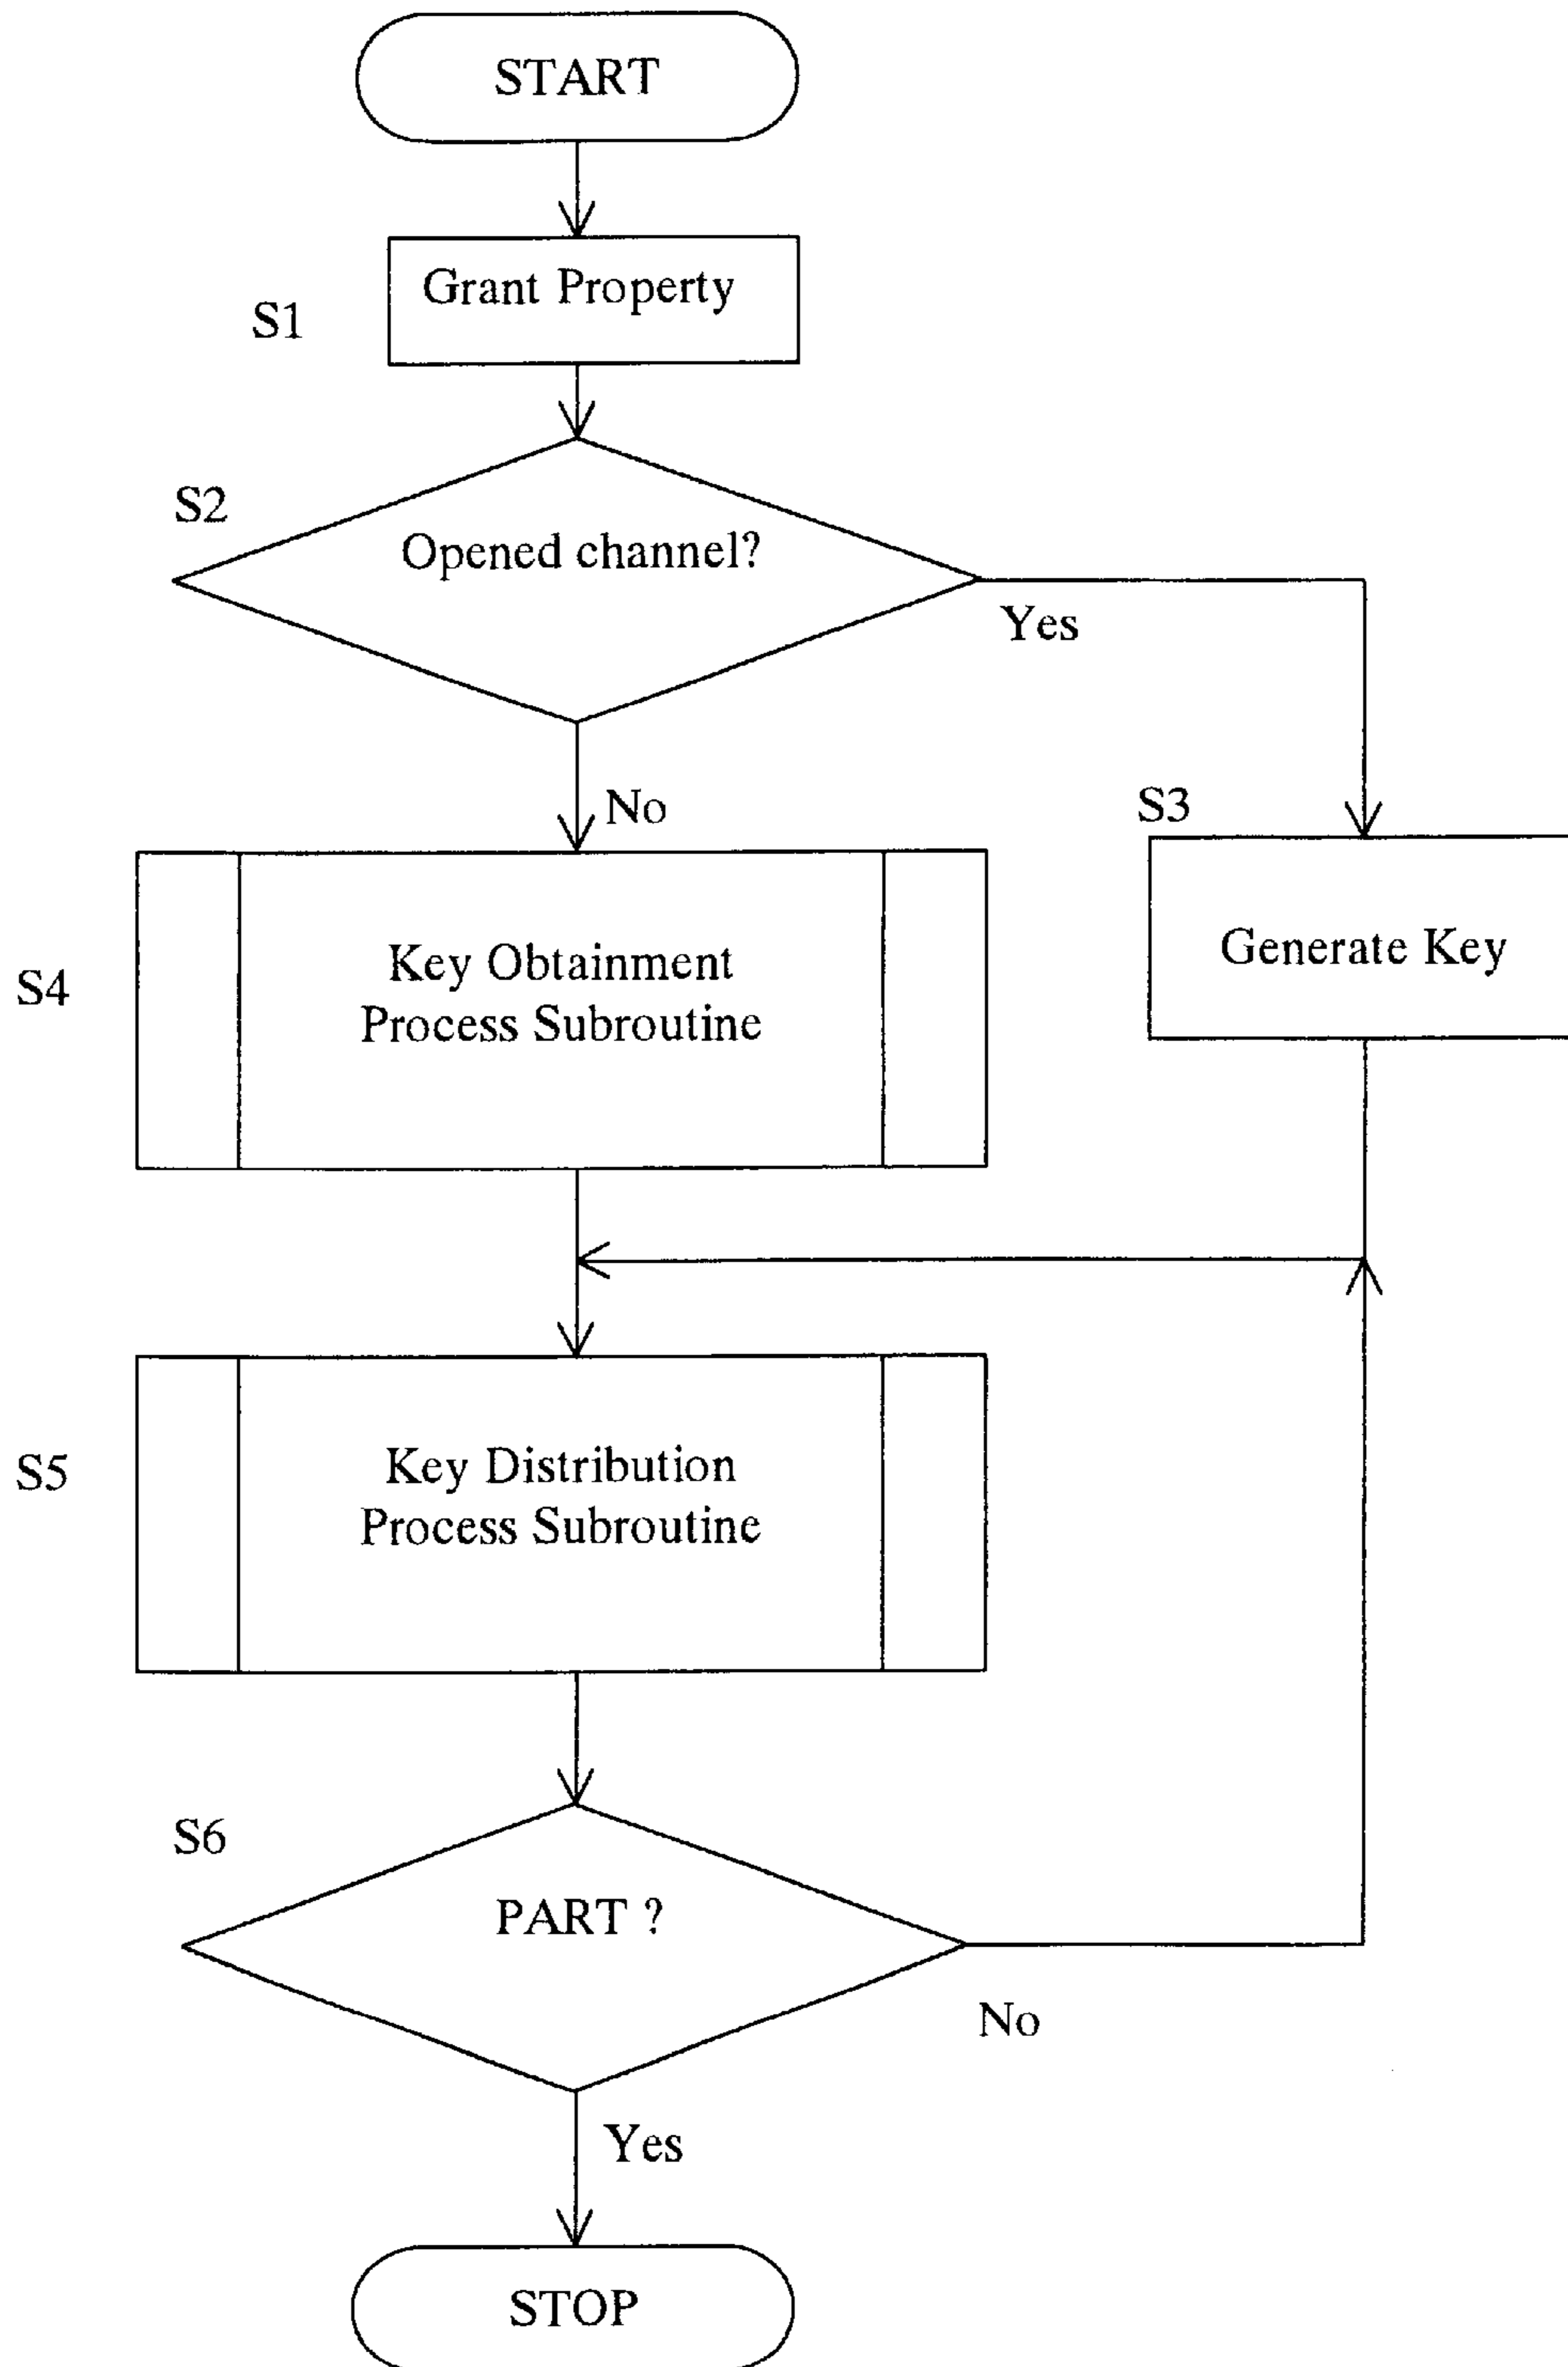 START
Grant Property
S1
S2
Opened channel?
Yes
No
S3
Generate Key
Key Obtainment
Process Subroutine
S4
Key Distribution
Process Subroutine
S5
S6
PART ?
No
Yes
STOP